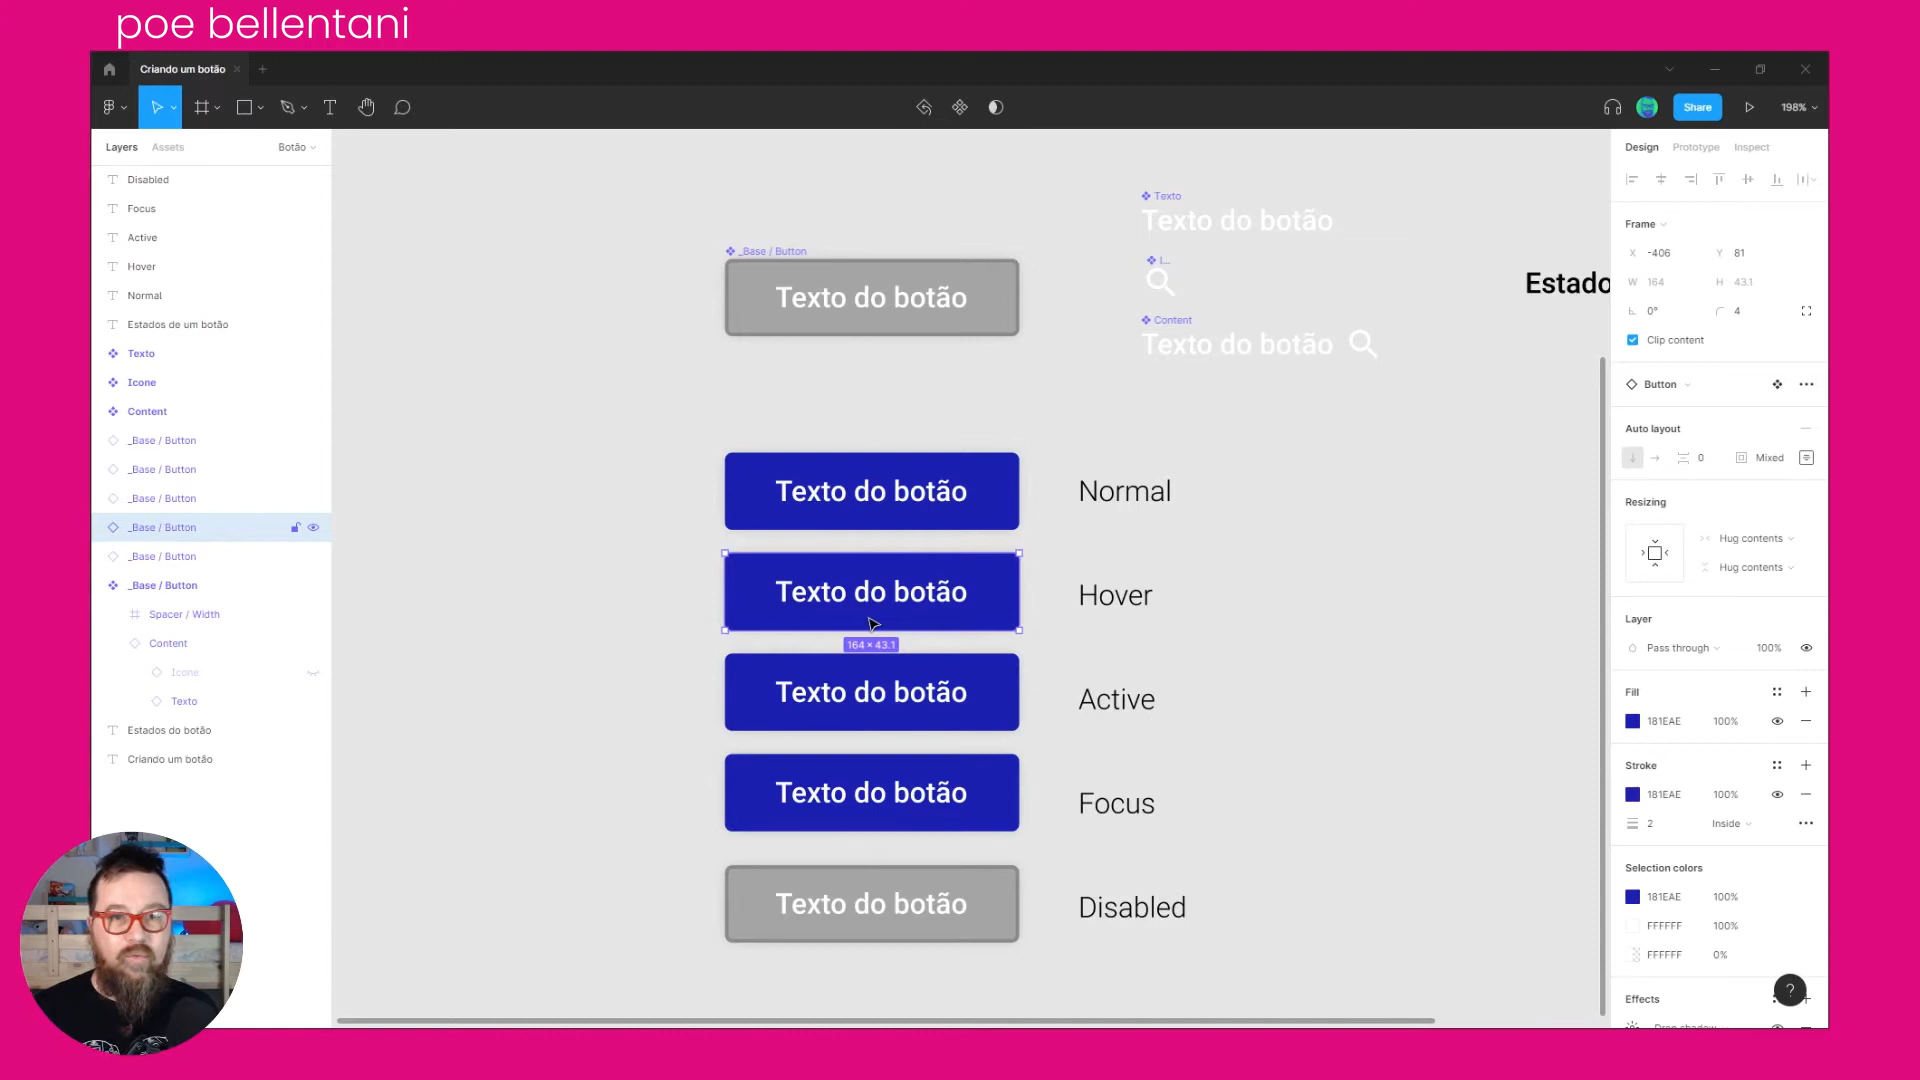 poe bellentani
Criando um botão
Share
198%
Layers
Assets
Botão
Disabled
Focus
Active
Hover
Normal
Estados de um botão
Texto
Icone
Content
_Base / Button
_Base / Button
_Base / Button
_Base / Button
_Base / Button
_Base / Button
Spacer / Width
Content
Icone
Texto
Estados do botão
Criando um botão
_Base / Button
Texto do botão
Texto
Texto do botão
I...
Content
Texto do botão
Estado
Texto do botão
Normal
Texto do botão
Hover
164 × 43.1
Texto do botão
Active
Texto do botão
Focus
Texto do botão
Disabled
Design
Prototype
Inspect
Frame
X -406
Y 81
W 164
H 43.1
0°
4
Clip content
Button
Auto layout
0
Mixed
Resizing
Hug contents
Hug contents
Layer
Pass through
100%
Fill
181EAE 100%
Stroke
181EAE 100%
2
Inside
Selection colors
181EAE 100%
FFFFFF 100%
FFFFFF 0%
Effects
?
Drop shadow